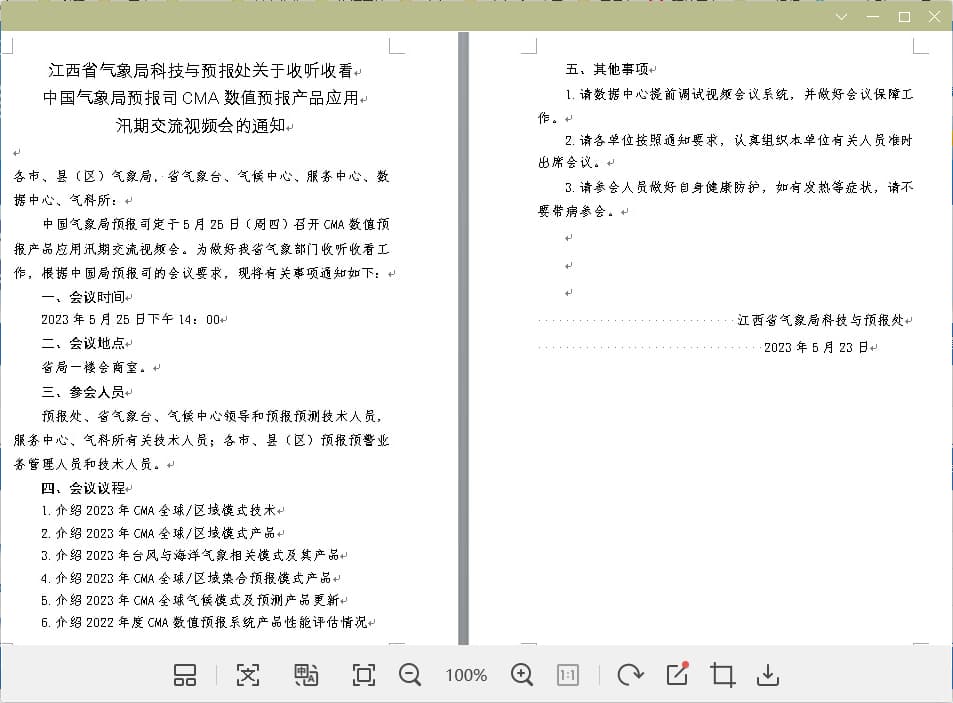 江西省气象局科技与预报处关于收听收看
中国气象局预报司 CMA 数值预报产品应用
汛期交流视频会的通知
各市、县（区）气象局，省气象台、气候中心、服务中心、数
据中心、气科所：
中国气象局预报司定于 5 月 25 日（周四）召开 CMA 数值预
报产品应用汛期交流视频会。为做好我省气象部门收听收看工
作，根据中国局预报司的会议要求，现将有关事项通知如下：
一、会议时间
2023 年 5 月 25 日下午 14：00
二、会议地点
省局一楼会商室。
三、参会人员
预报处、省气象台、气候中心领导和预报预测技术人员，
服务中心、气科所有关技术人员；各市、县（区）预报预警业
务管理人员和技术人员。
四、会议议程
1. 介绍 2023 年 CMA 全球/区域模式技术
2. 介绍 2023 年 CMA 全球/区域模式产品
3. 介绍 2023 年台风与海洋气象相关模式及其产品
4. 介绍 2023 年 CMA 全球/区域集合预报模式产品
5. 介绍 2023 年 CMA 全球气候模式及预测产品更新
6. 介绍 2022 年度 CMA 数值预报系统产品性能评估情况
五、其他事项
1. 请数据中心提前调试视频会议系统，并做好会议保障工
作。
2. 请各单位按照通知要求，认真组织本单位有关人员准时
出席会议。
3. 请参会人员做好自身健康防护，如有发热等症状，请不
要带病参会。
江西省气象局科技与预报处
2023 年 5 月 23 日
100%
1:1